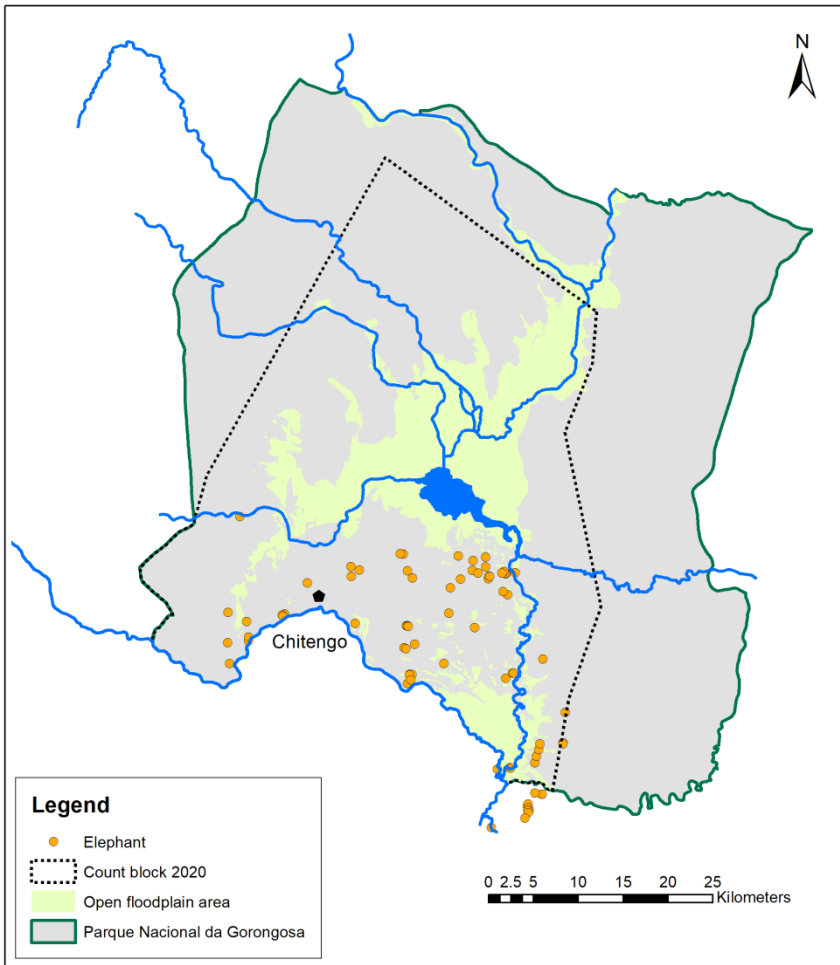 N
Chitengo
Legend
Elephant
Count block 2020
Open floodplain area
Parque Nacional da Gorongosa
0 2.5 5 10 15 20 25
Kilometers